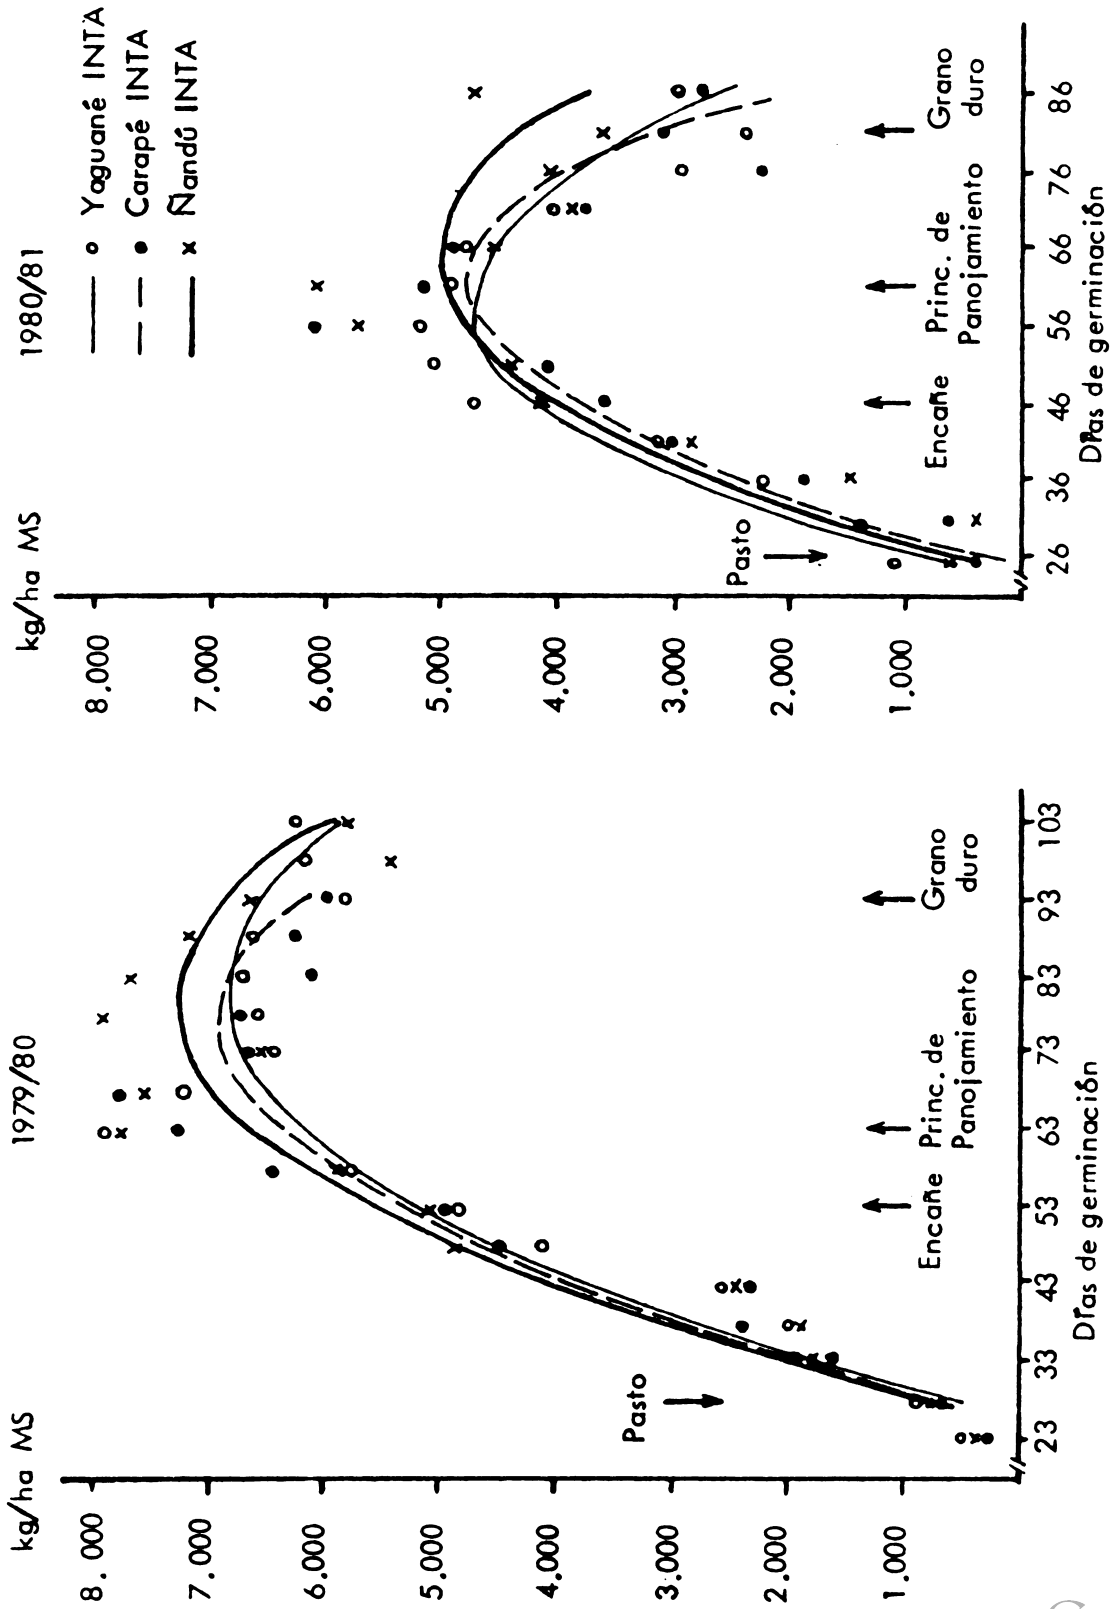 1979/80
kg/ha MS
8.000
7.000
6.000
5.000
4.000
3.000
2.000
1.000
Pasto
Encañe
Princ. de
Panojamiento
Grano
duro
23
33
43
53
63
73
83
93
103
Días de germinación
1980/81
Yaguané INTA
Carapé INTA
Ñandú INTA
kg/ha MS
8.000
7.000
6.000
5.000
4.000
3.000
2.000
1.000
Pasto
Encañe
Princ. de
Panojamiento
Grano
duro
26
36
46
56
66
76
86
Días de germinación